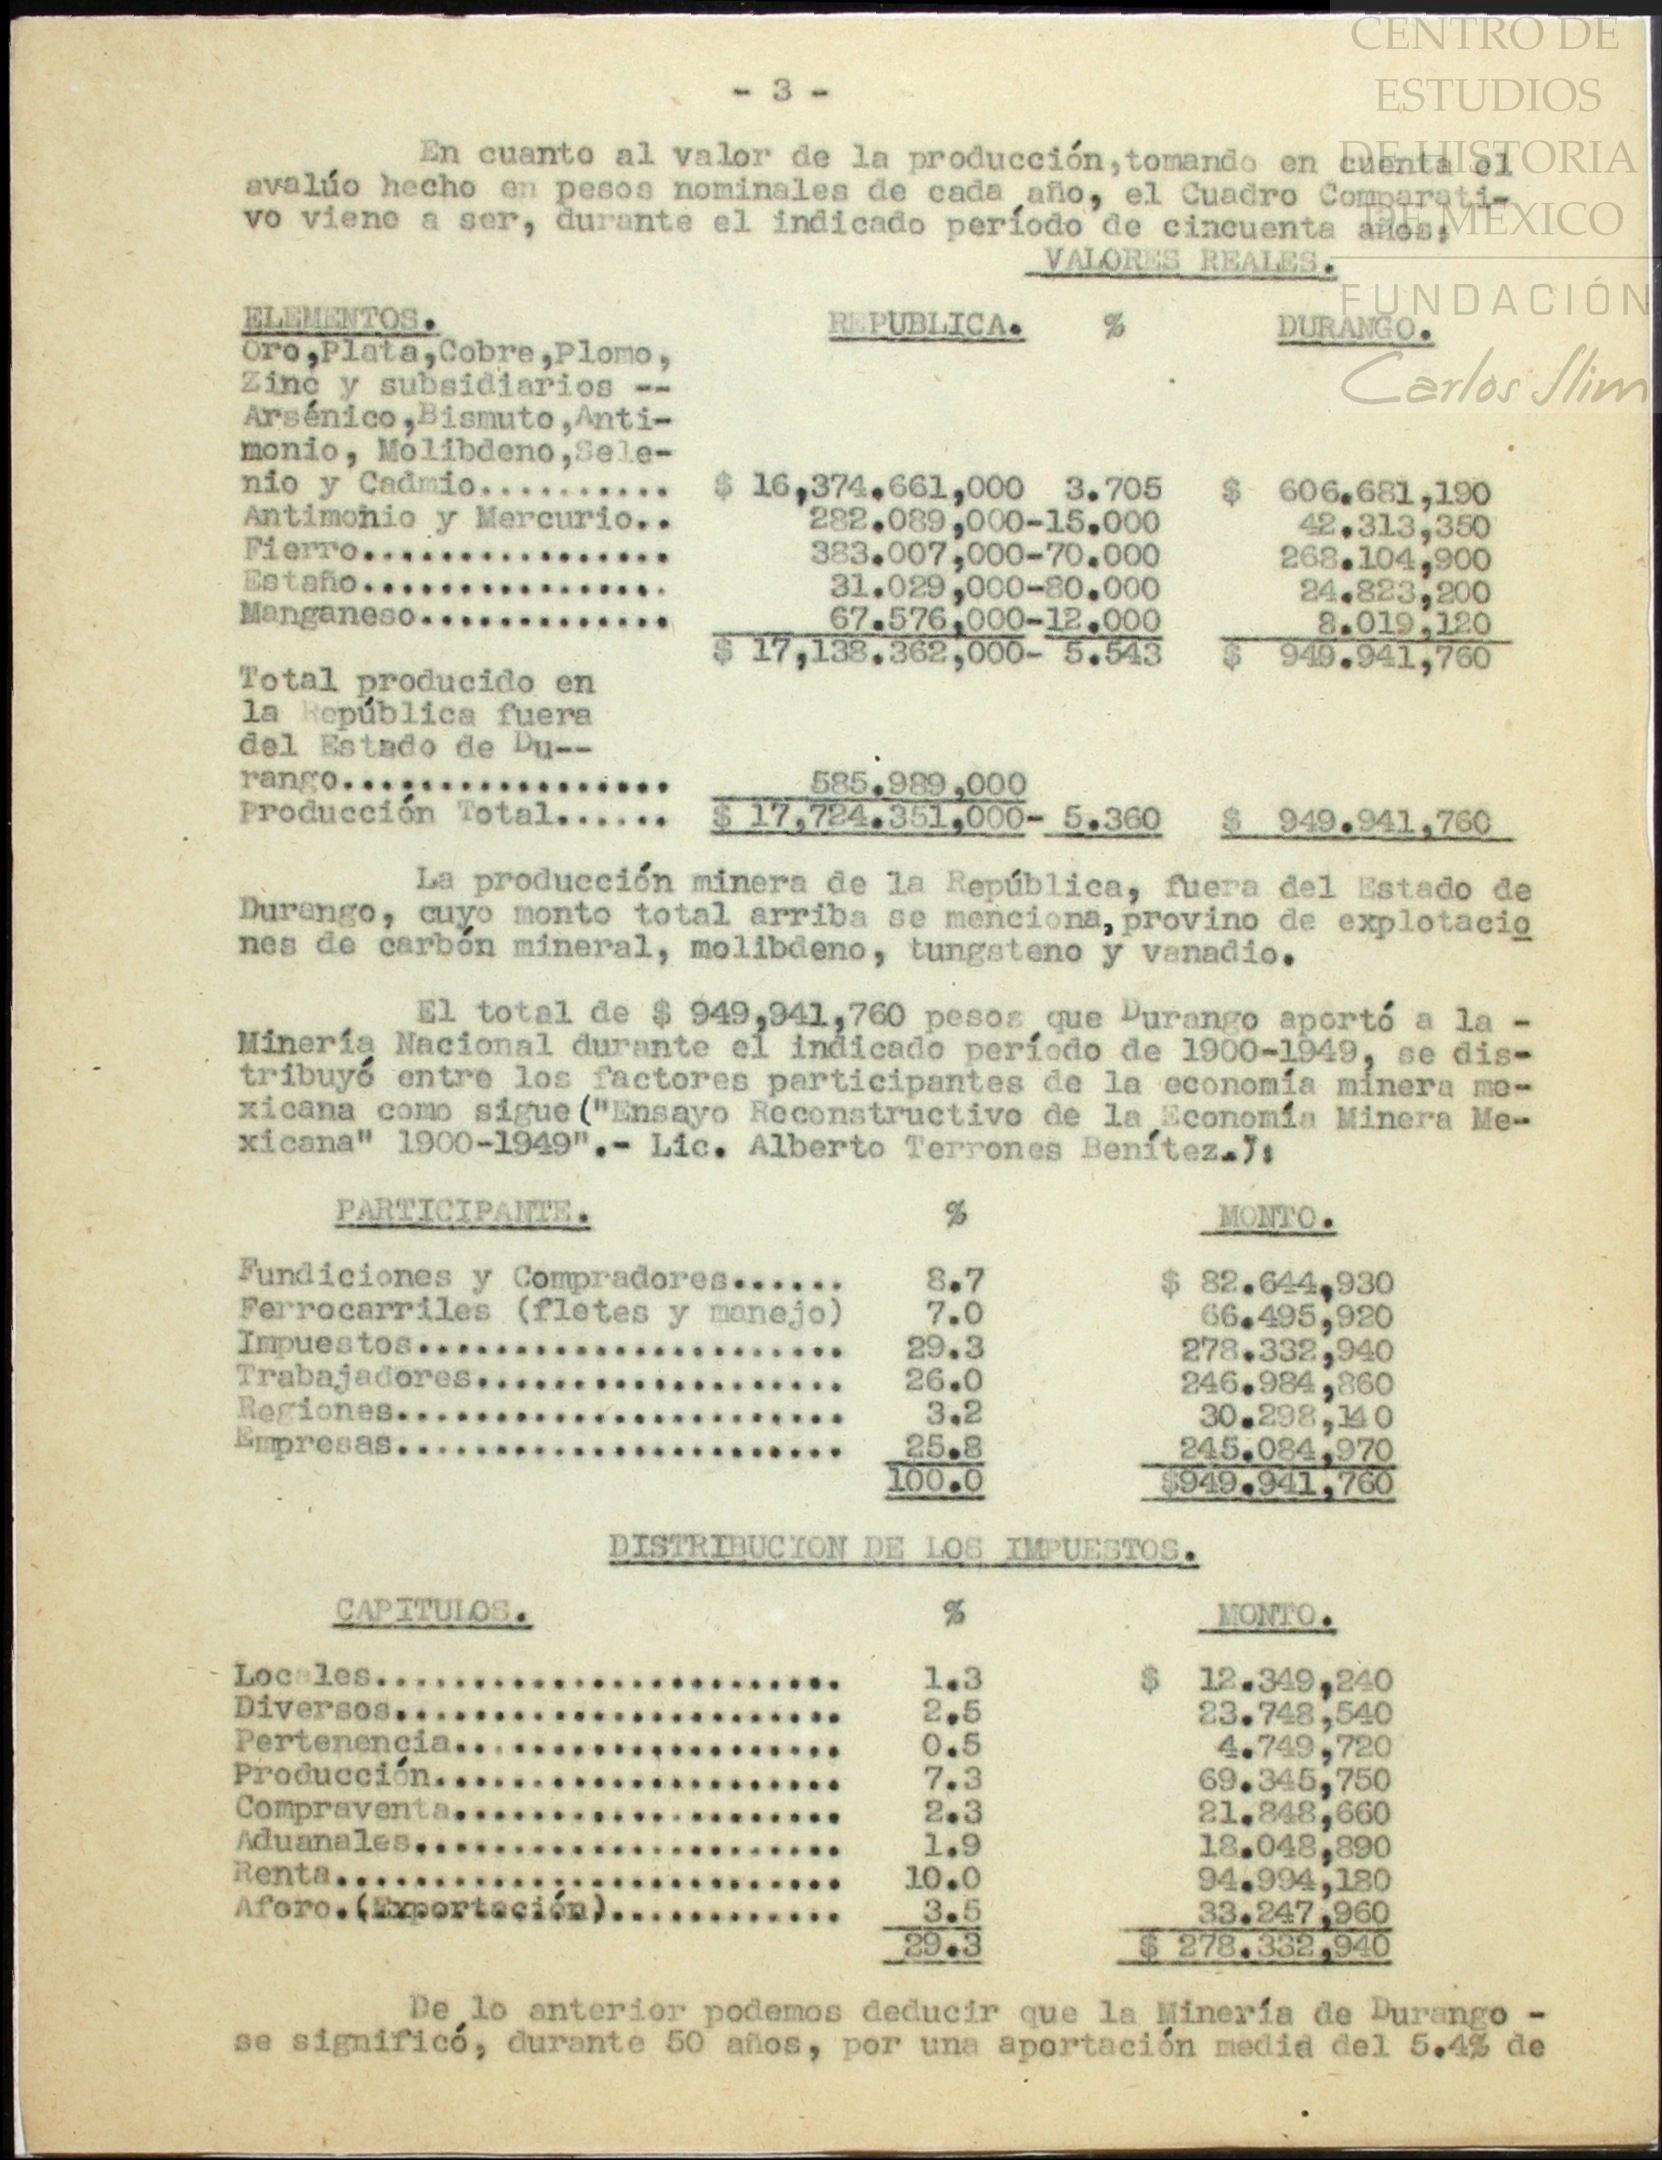 CENTRO DE
ESTUDIOS
DE HISTORIA
DE MÉXICO
FUNDACIÓN
Carlos Slim
- 3 -
En cuanto al valor de la producción,tomando en cuenta el
avalúo hecho en pesos nominales de cada año, el Cuadro Comparati-
vo viene a ser, durante el indicado período de cincuenta años:
VALORES REALES.
ELEMENTOS. REPUBLICA. % DURANGO.
Oro,Plata,Cobre,Plomo,
Zinc y subsidiarios --
Arsénico,Bismuto,Anti-
monio, Molibdeno,Sele-
nio y Cadmio.......... $ 16,374.661,000 3.705 $ 606.681,190
Antimonio y Mercurio.. 282.089,000-15.000 42.313,350
Fierro................ 383.007,000-70.000 268.104,900
Estaño................ 31.029,000-80.000 24.823,200
Manganeso............. 67.576,000-12.000 8.019,120
$ 17,138.362,000- 5.543 $ 949.941,760
Total producido en
la República fuera
del Estado de Du--
rango................. 585.989,000
Producción Total...... $ 17,724.351,000- 5.360 $ 949.941,760
La producción minera de la República, fuera del Estado de
Durango, cuyo monto total arriba se menciona,provino de explotacio
nes de carbón mineral, molibdeno, tungsteno y vanadio.
El total de $ 949,941,760 pesos que Durango aportó a la -
Minería Nacional durante el indicado período de 1900-1949, se dis-
tribuyó entre los factores participantes de la economía minera me-
xicana como sigue("Ensayo Reconstructivo de la Economía Minera Me-
xicana" 1900-1949".- Lic. Alberto Terrones Benítez.):
PARTICIPANTE. % MONTO.
Fundiciones y Compradores...... 8.7 $ 82.644,930
Ferrocarriles (fletes y manejo) 7.0 66.495,920
Impuestos...................... 29.3 278.332,940
Trabajadores................... 26.0 246.984,860
Regiones....................... 3.2 30.298,140
Empresas....................... 25.8 245.084,970
100.0 $949.941,760
DISTRIBUCION DE LOS IMPUESTOS.
CAPITULOS. % MONTO.
Locales........................ 1.3 $ 12.349,240
Diversos....................... 2.5 23.748,540
Pertenencia.................... 0.5 4.749,720
Producción..................... 7.3 69.345,750
Compraventa.................... 2.3 21.848,660
Aduanales...................... 1.9 18.048,890
Renta.......................... 10.0 94.994,180
Aforo.(Exportación)............ 3.5 33.247,960
29.3 $ 278.332,940
De lo anterior podemos deducir que la Minería de Durango -
se significó, durante 50 años, por una aportación media del 5.4% de